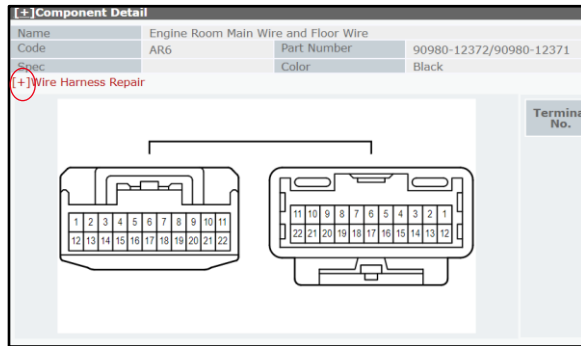 [+]Component Detail
Name Engine Room Main Wire and Floor Wire
Code AR6 Part Number 90980-12372/90980-12371
Spec Color Black
[+]Wire Harness Repair
Terminal
No.
1 2 3 4 5 6 7 8 9 10 11
12 13 14 15 16 17 18 19 20 21 22
11 10 9 8 7 6 5 4 3 2 1
22 21 20 19 18 17 16 15 14 13 12